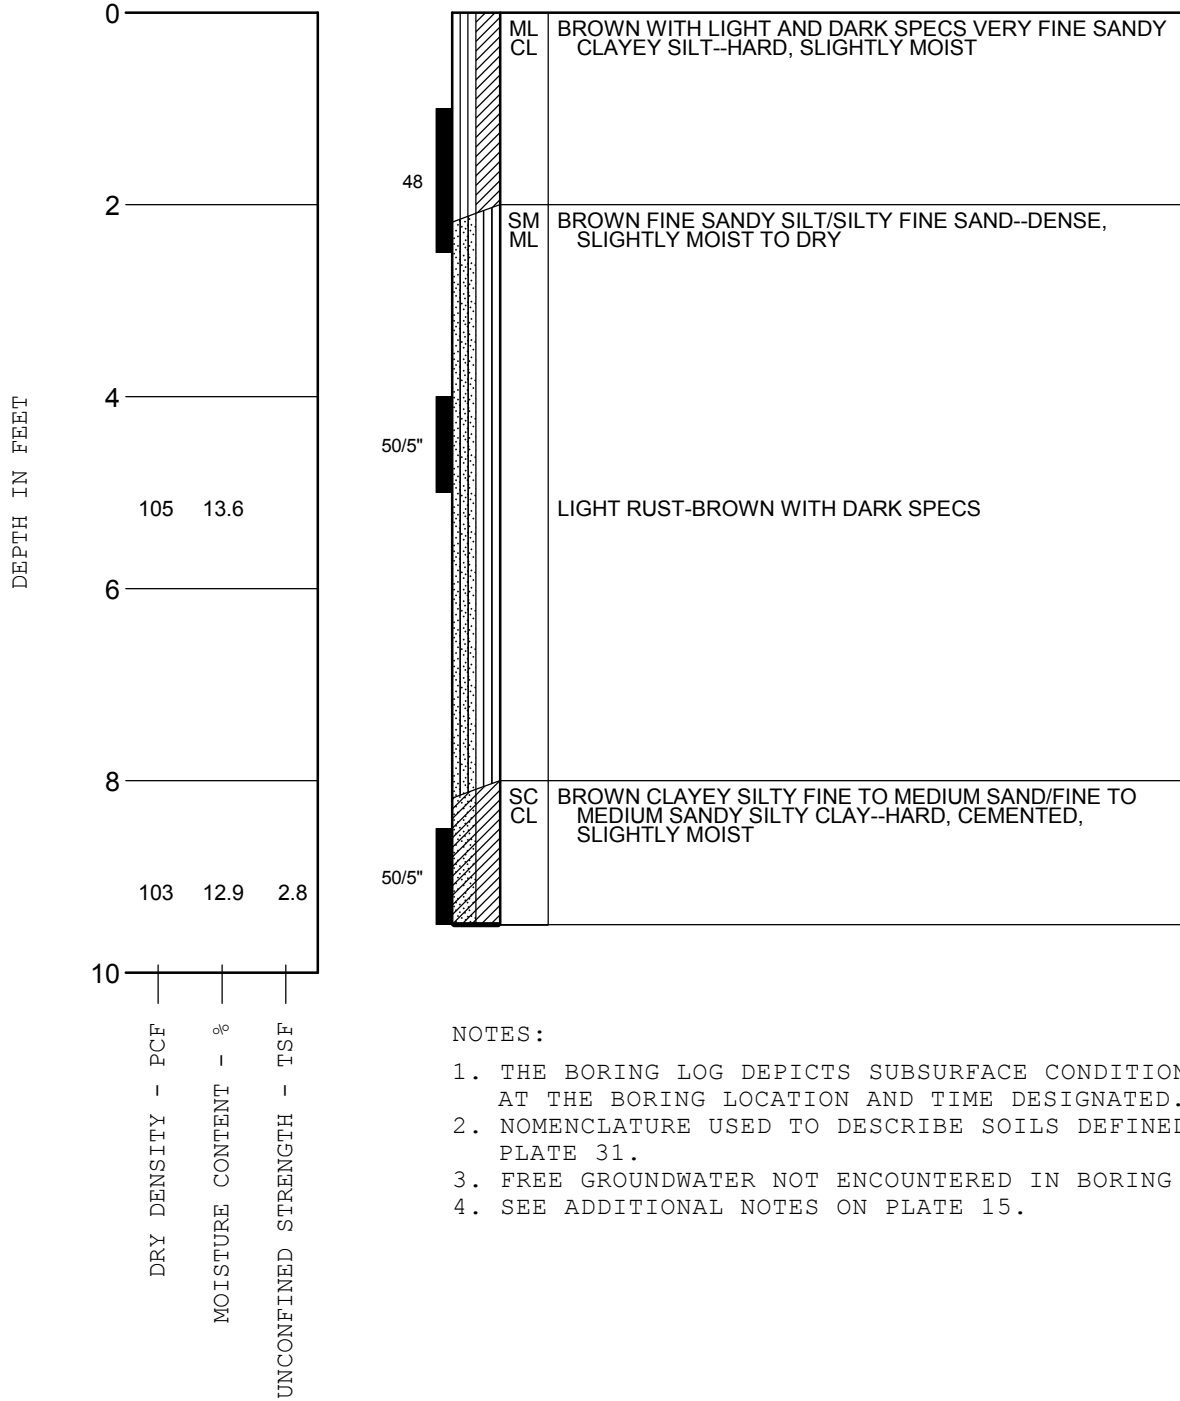 0
ML BROWN WITH LIGHT AND DARK SPECS VERY FINE SANDY
CL CLAYEY SILT--HARD, SLIGHTLY MOIST
48
2
SM BROWN FINE SANDY SILT/SILTY FINE SAND--DENSE,
ML SLIGHTLY MOIST TO DRY
4
50/5"
DEPTH IN FEET
105 13.6 LIGHT RUST-BROWN WITH DARK SPECS
6
8
SC BROWN CLAYEY SILTY FINE TO MEDIUM SAND/FINE TO
CL MEDIUM SANDY SILTY CLAY--HARD, CEMENTED,
SLIGHTLY MOIST
50/5"
103 12.9 2.8
10
DRY DENSITY - PCF
MOISTURE CONTENT - %
UNCONFINED STRENGTH - TSF
NOTES:
1. THE BORING LOG DEPICTS SUBSURFACE CONDITION
AT THE BORING LOCATION AND TIME DESIGNATED.
2. NOMENCLATURE USED TO DESCRIBE SOILS DEFINED
PLATE 31.
3. FREE GROUNDWATER NOT ENCOUNTERED IN BORING
4. SEE ADDITIONAL NOTES ON PLATE 15.